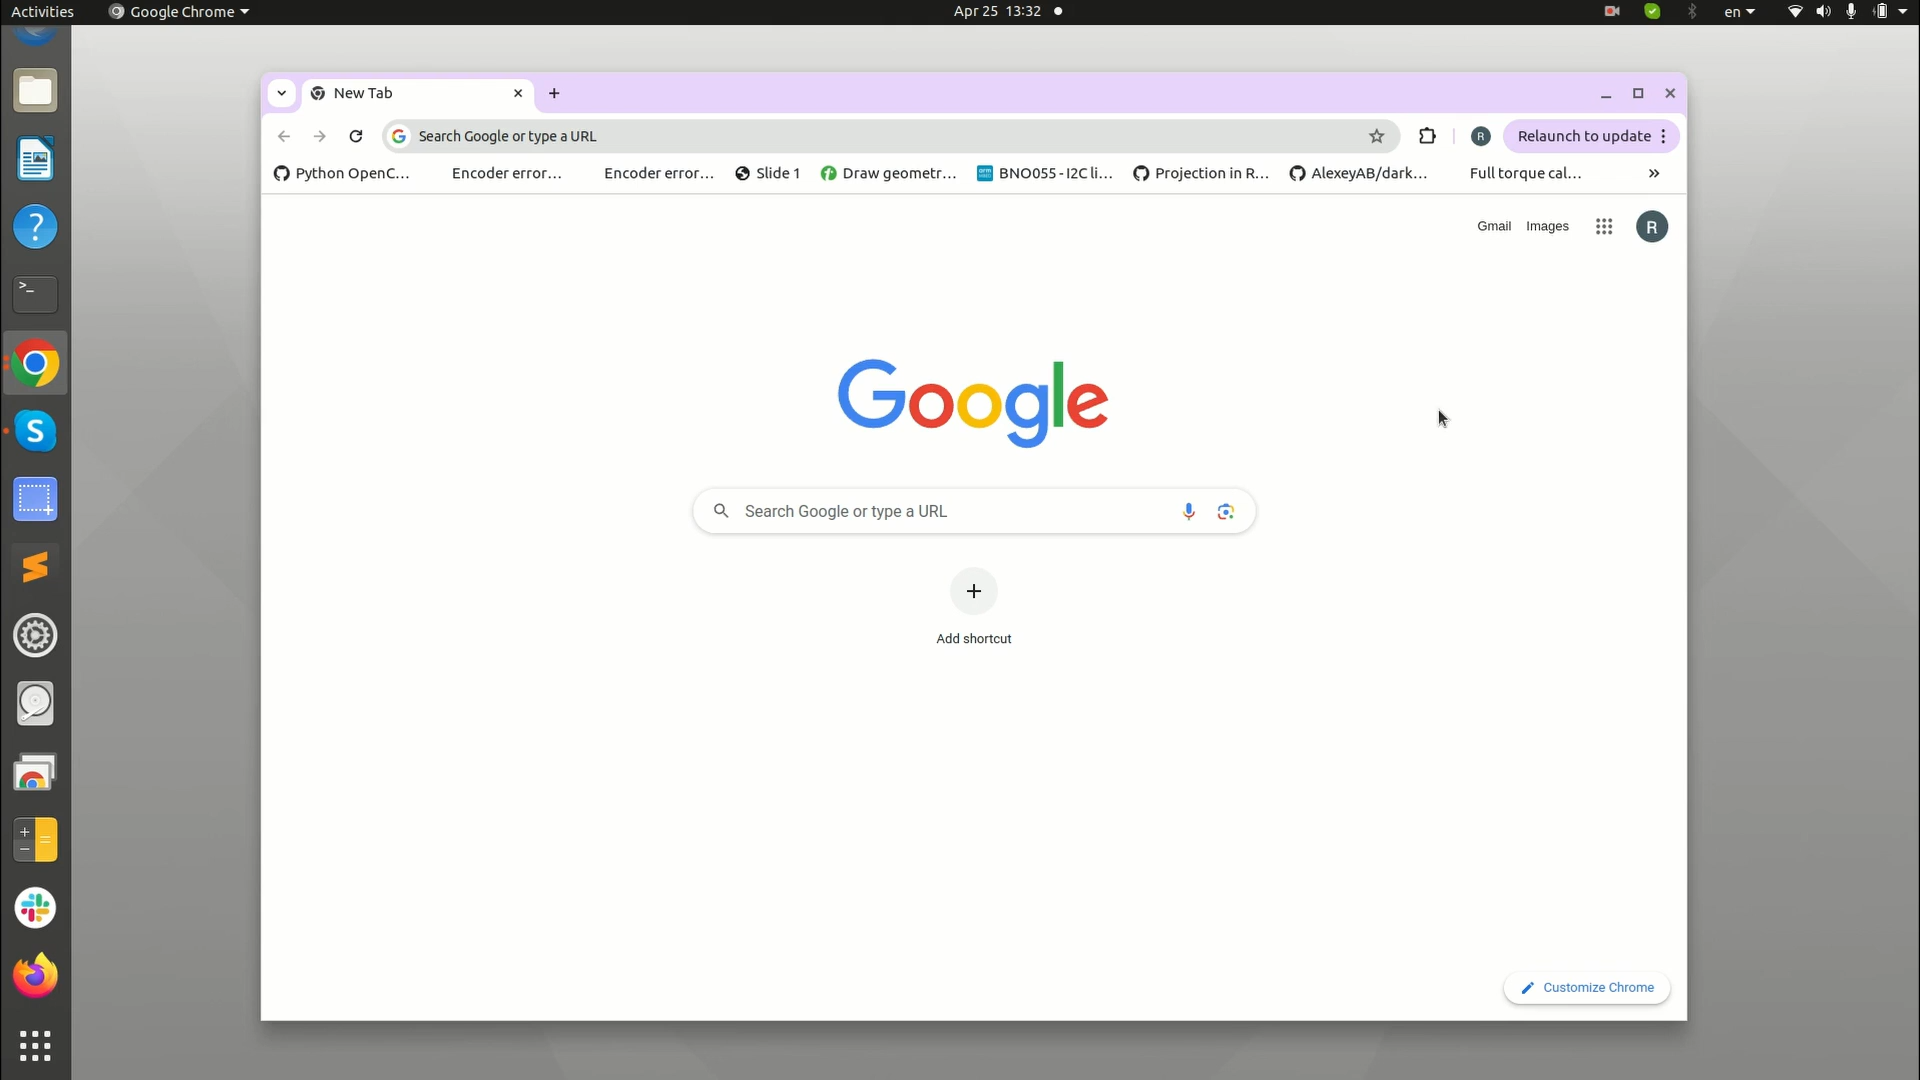 Activities Google Chrome Apr 25 13:32 en
New Tab
Search Google or type a URL R Relaunch to update
Python OpenC... Encoder error... Encoder error... Slide 1 Draw geometr... BNO055 - I2C li... Projection in R... AlexeyAB/dark... Full torque cal... »
Gmail Images R
Google
Search Google or type a URL
Add shortcut
Customize Chrome